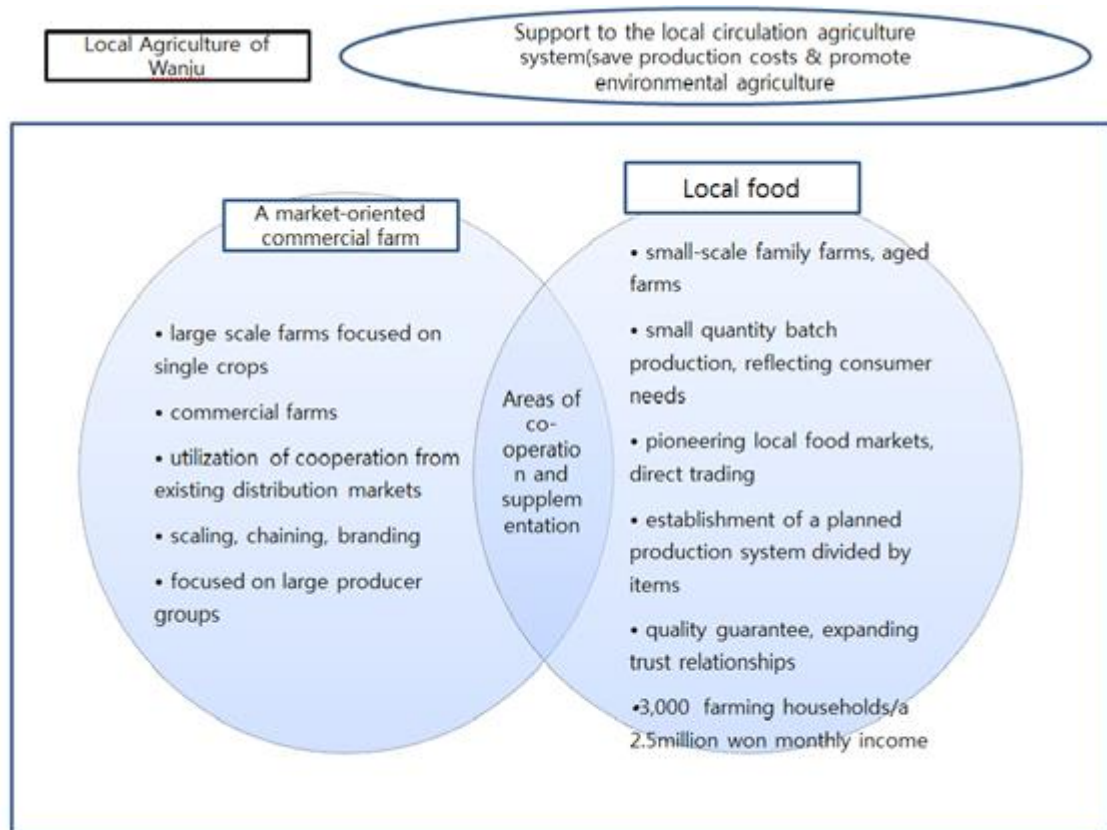 Local Agriculture of
Wanju
Support to the local circulation agriculture
system(save production costs & promote
environmental agriculture
A market-oriented
commercial farm
• large scale farms focused on
single crops
• commercial farms
• utilization of cooperation from
existing distribution markets
• scaling, chaining, branding
• focused on large producer
groups
Areas of
co-
operatio
n and
supplem
entation
Local food
• small-scale family farms, aged
farms
• small quantity batch
production, reflecting consumer
needs
• pioneering local food markets,
direct trading
• establishment of a planned
production system divided by
items
• quality guarantee, expanding
trust relationships
•3,000 farming households/a
2.5million won monthly income